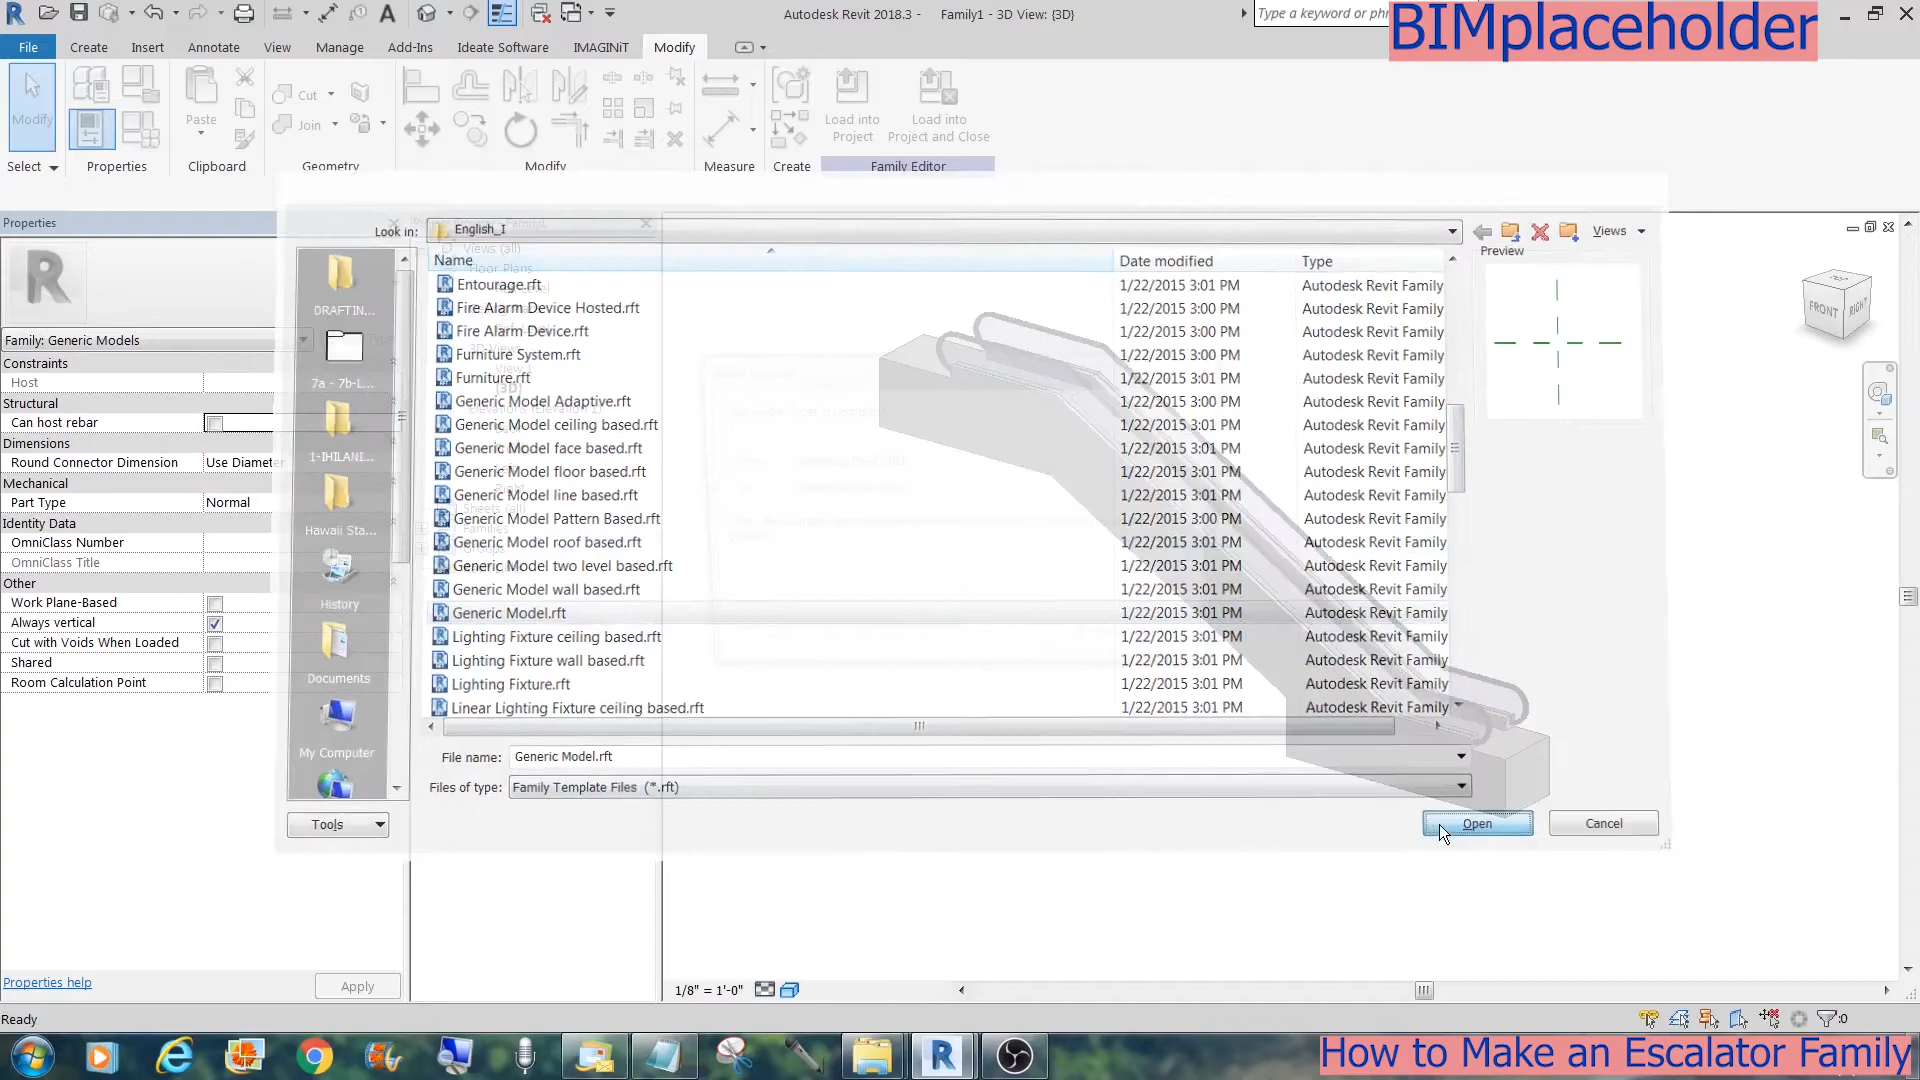 Autodesk Revit 2018.3 - Family1 - 3D View: {3D}
Type a keyword or phr
BIMplaceholder
File Create Insert Annotate View Manage Add-Ins Ideate Software IMAGINiT Modify
Modify
Paste
Cut
Join
Load into
Project
Load into
Project and Close
Select Properties Clipboard Geometry Modify Measure Create Family Editor
Properties
Family: Generic Models
Constraints
Host
Structural
Can host rebar
Dimensions
Round Connector Dimension Use Diameter
Mechanical
Part Type Normal
Identity Data
OmniClass Number
OmniClass Title
Other
Work Plane-Based
Always vertical
Cut with Voids When Loaded
Shared
Room Calculation Point
Properties help
Apply
Views (all)
Floor Plans
{3D}
Sheets (all)
Families
Groups
Look in: English_I
Views
Preview
DRAFTIN...
7a - 7b-L...
1-IHILANI...
Hawaii Sta...
History
Documents
My Computer
Tools
Name Date modified Type
Entourage.rft 1/22/2015 3:01 PM Autodesk Revit Family
Fire Alarm Device Hosted.rft 1/22/2015 3:00 PM Autodesk Revit Family
Fire Alarm Device.rft 1/22/2015 3:00 PM Autodesk Revit Family
Furniture System.rft 1/22/2015 3:00 PM Autodesk Revit Family
Furniture.rft 1/22/2015 3:01 PM Autodesk Revit Family
Generic Model Adaptive.rft 1/22/2015 3:00 PM Autodesk Revit Family
Generic Model ceiling based.rft 1/22/2015 3:01 PM Autodesk Revit Family
Generic Model face based.rft 1/22/2015 3:01 PM Autodesk Revit Family
Generic Model floor based.rft 1/22/2015 3:01 PM Autodesk Revit Family
Generic Model line based.rft 1/22/2015 3:01 PM Autodesk Revit Family
Generic Model Pattern Based.rft 1/22/2015 3:00 PM Autodesk Revit Family
Generic Model roof based.rft 1/22/2015 3:01 PM Autodesk Revit Family
Generic Model two level based.rft 1/22/2015 3:01 PM Autodesk Revit Family
Generic Model wall based.rft 1/22/2015 3:01 PM Autodesk Revit Family
Generic Model.rft 1/22/2015 3:01 PM Autodesk Revit Family
Lighting Fixture ceiling based.rft 1/22/2015 3:01 PM Autodesk Revit Family
Lighting Fixture wall based.rft 1/22/2015 3:01 PM Autodesk Revit Family
Lighting Fixture.rft 1/22/2015 3:01 PM Autodesk Revit Family
Linear Lighting Fixture ceiling based.rft 1/22/2015 3:01 PM Autodesk Revit Family
File name: Generic Model.rft
Files of type: Family Template Files (*.rft)
Open Cancel
TOP
FRONT RIGHT
1/8" = 1'-0"
Ready
:0
How to Make an Escalator Family